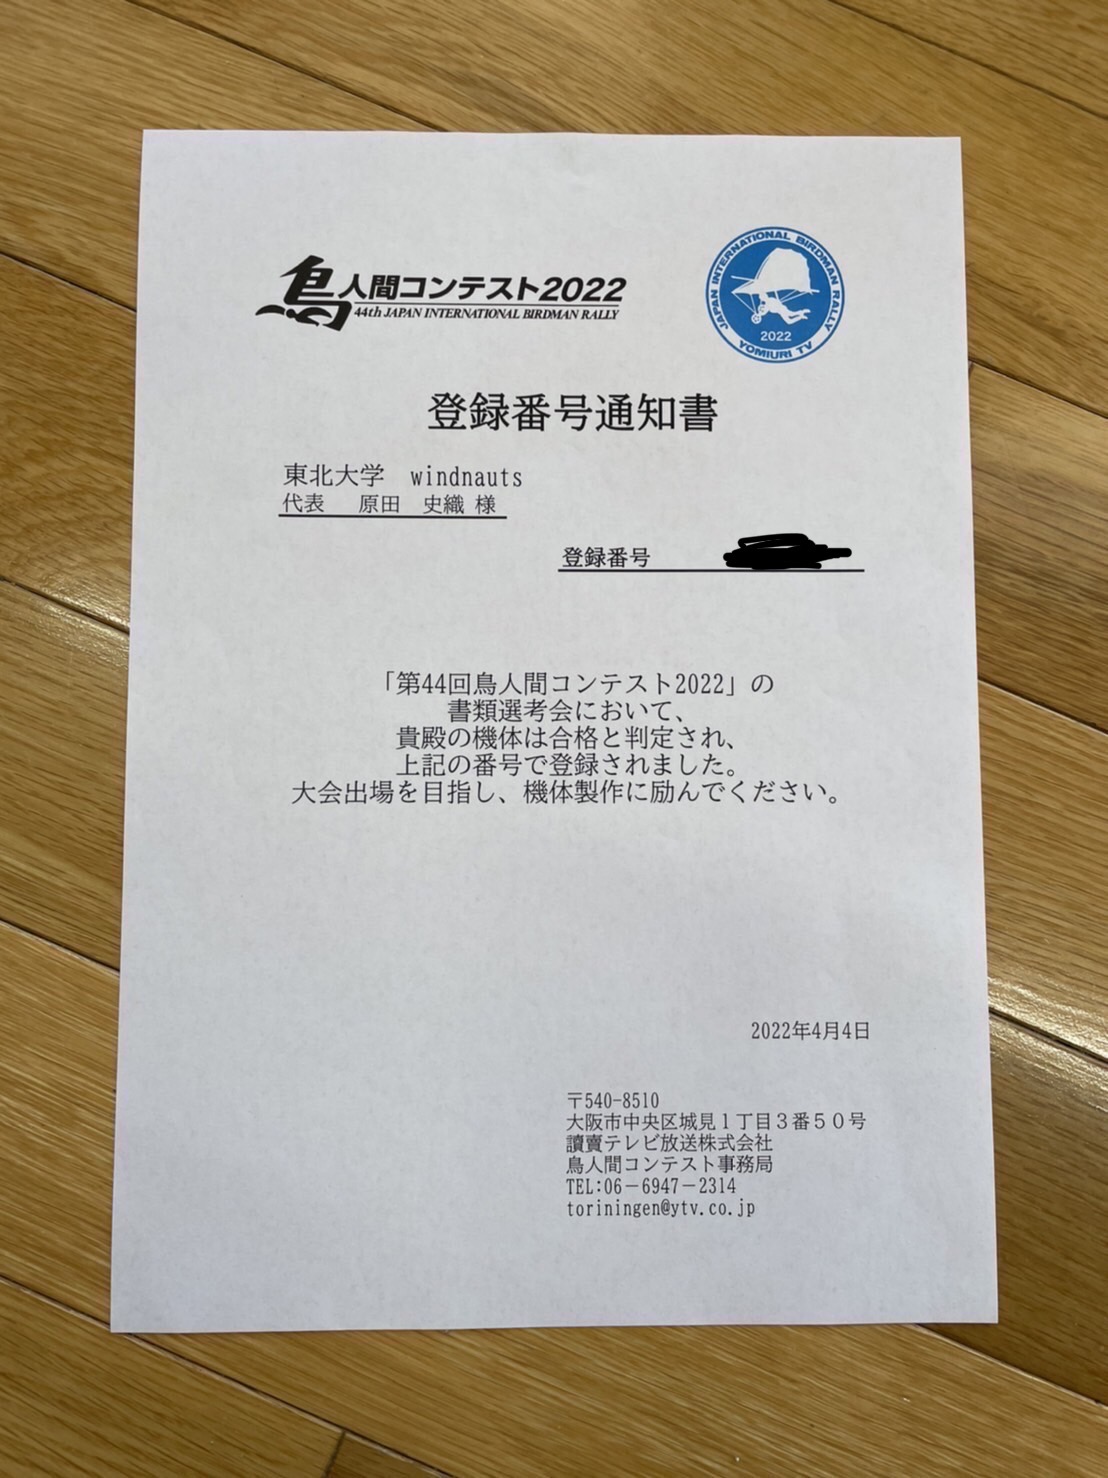 鳥人間コンテスト2022
44th JAPAN INTERNATIONAL BIRDMAN RALLY
JAPAN INTERNATIONAL BIRDMAN RALLY
2022
YOMIURI TV
登録番号通知書
東北大学 windnauts
代表 原田 史織 様
登録番号
「第44回鳥人間コンテスト2022」の
書類選考会において、
貴殿の機体は合格と判定され、
上記の番号で登録されました。
大会出場を目指し、機体製作に励んでください。
2022年4月4日
〒540-8510
大阪市中央区城見１丁目３番５０号
讀賣テレビ放送株式会社
鳥人間コンテスト事務局
TEL:06－6947－2314
toriningen@ytv.co.jp